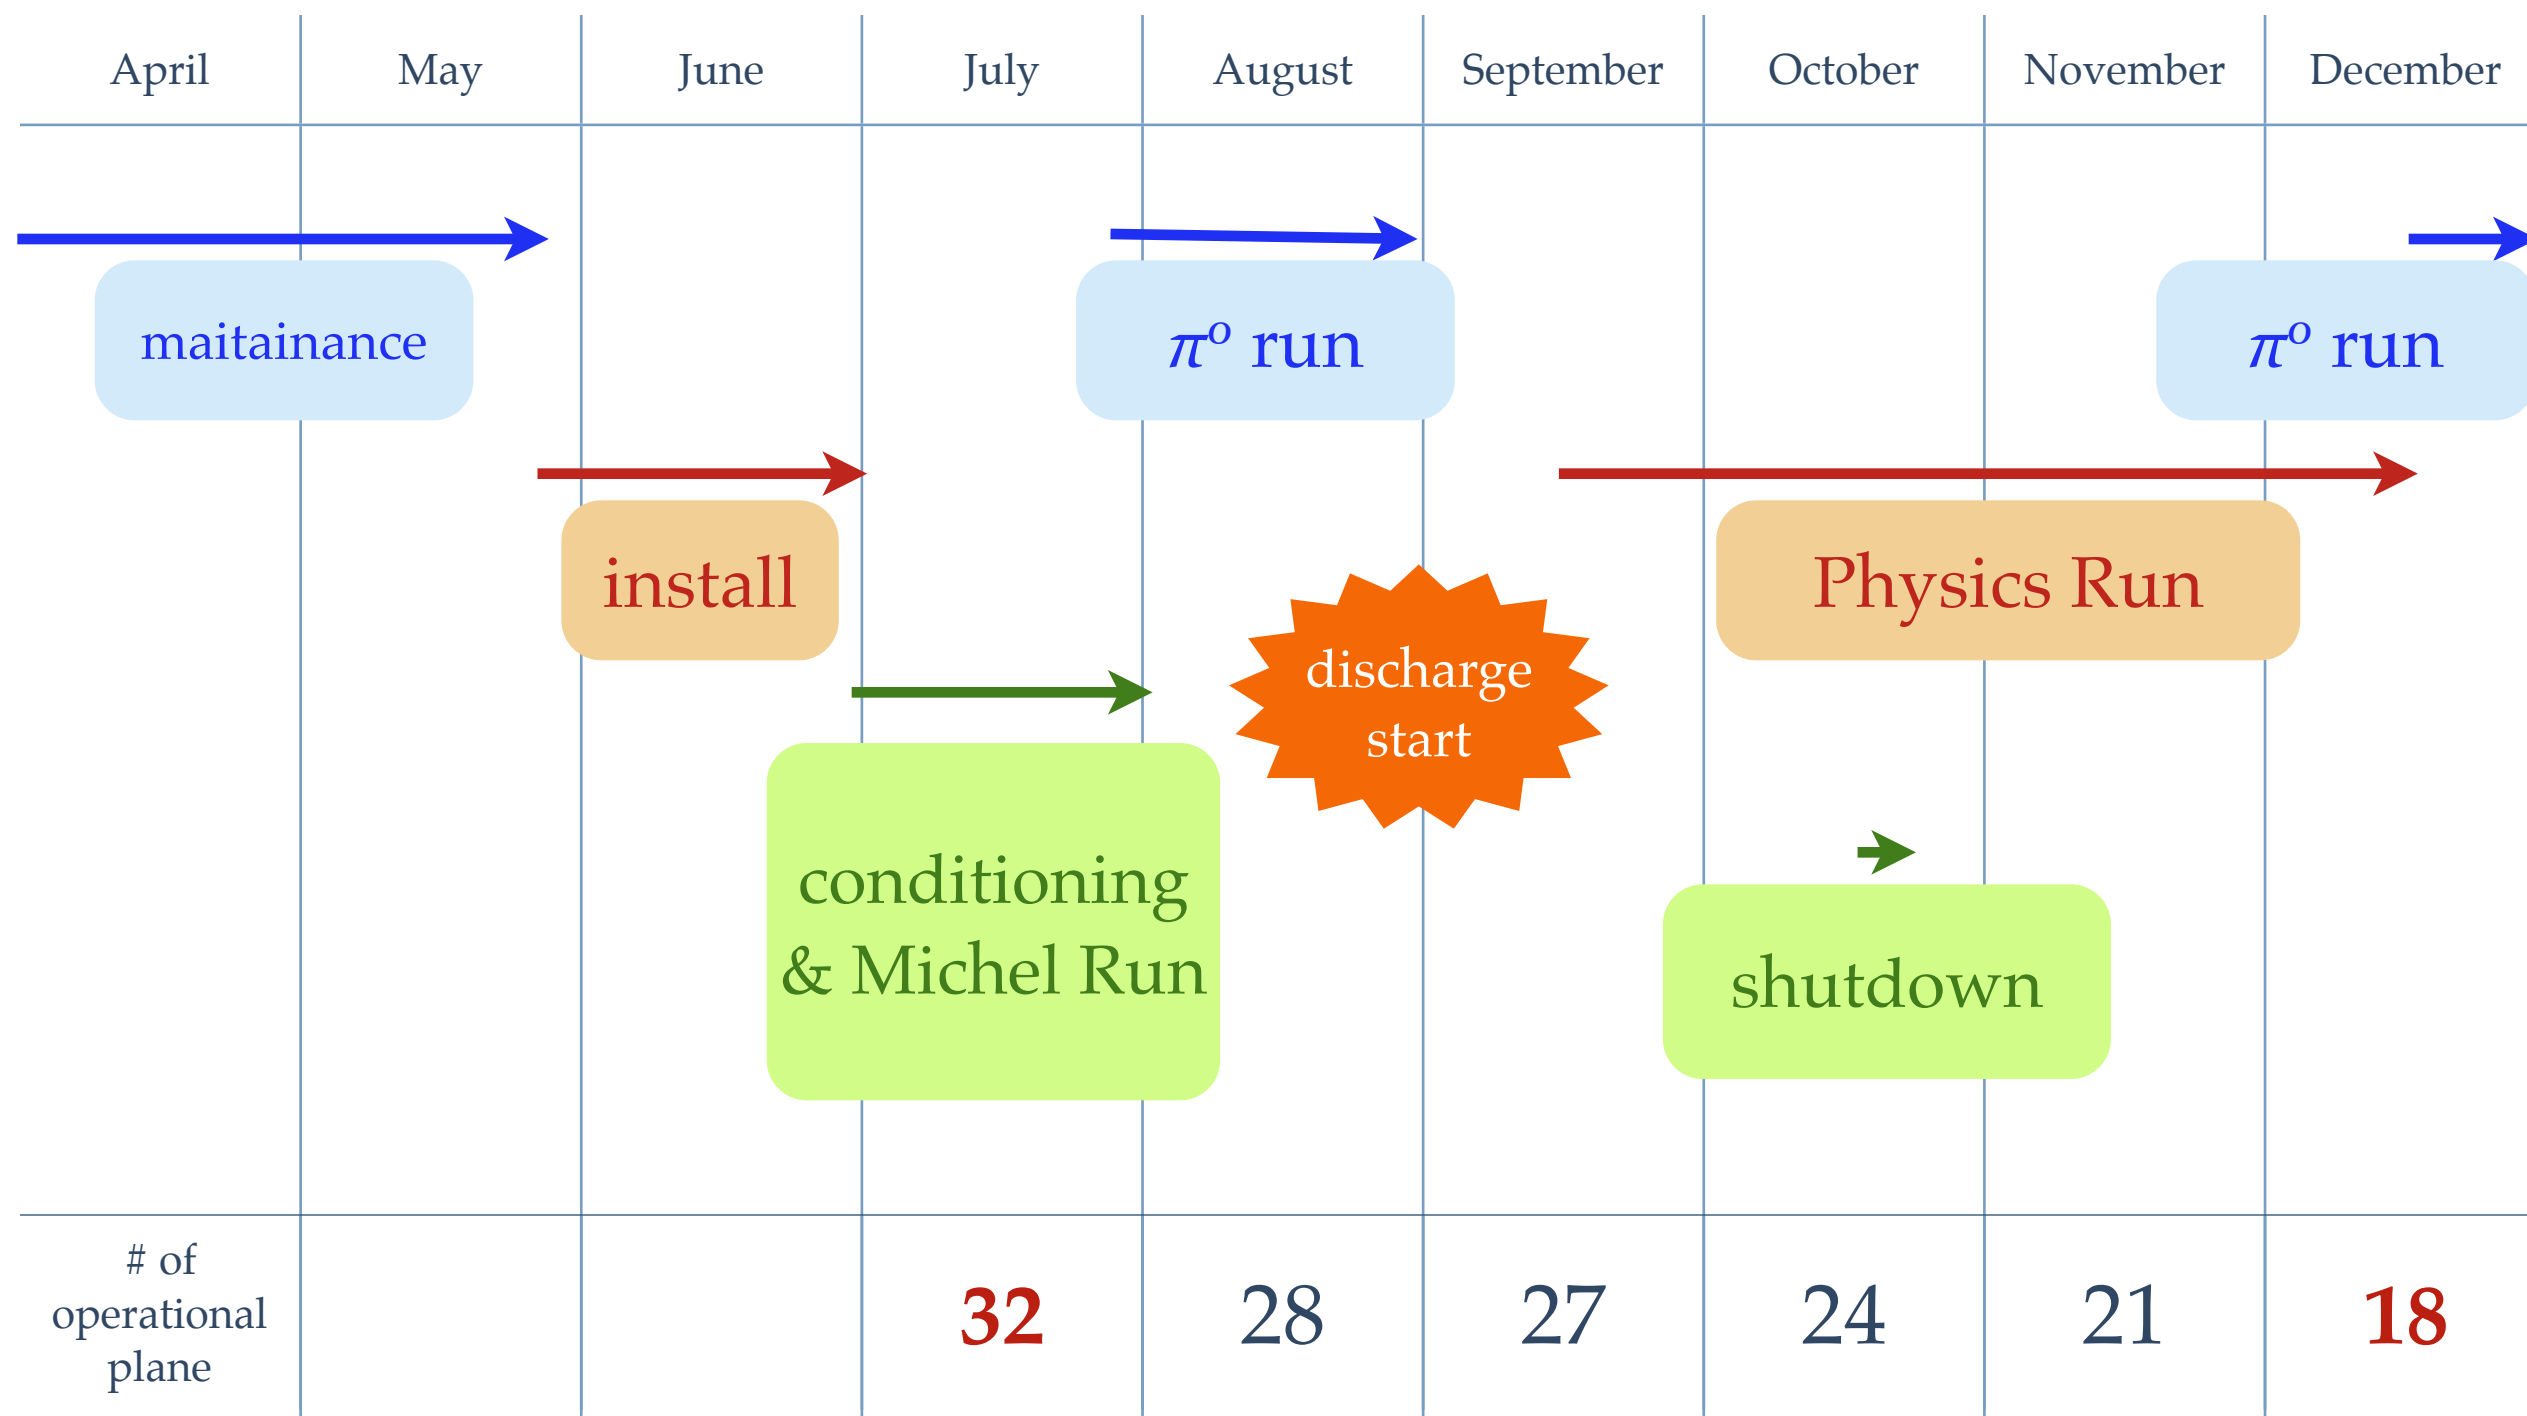 April May June July August September October November December
maitainance
π⁰ run
π⁰ run
install
Physics Run
discharge
start
conditioning
& Michel Run
shutdown
# of
operational
plane
32 28 27 24 21 18